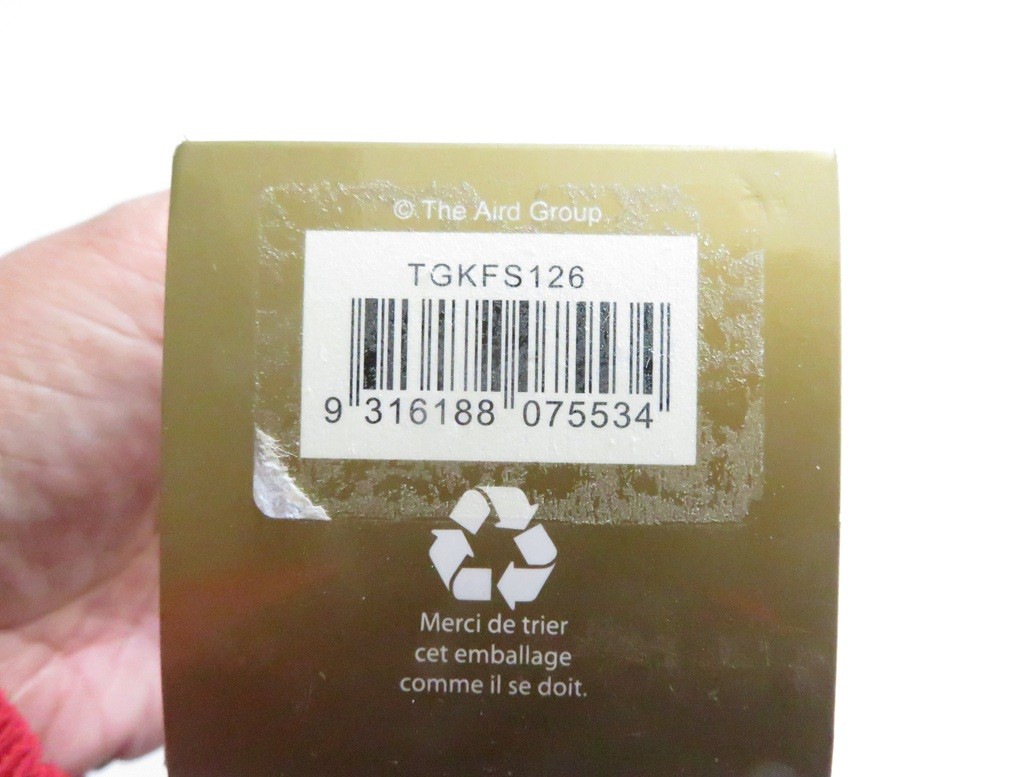 © The Aird Group
TGKFS126
9 316188 075534
Merci de trier
cet emballage
comme il se doit.